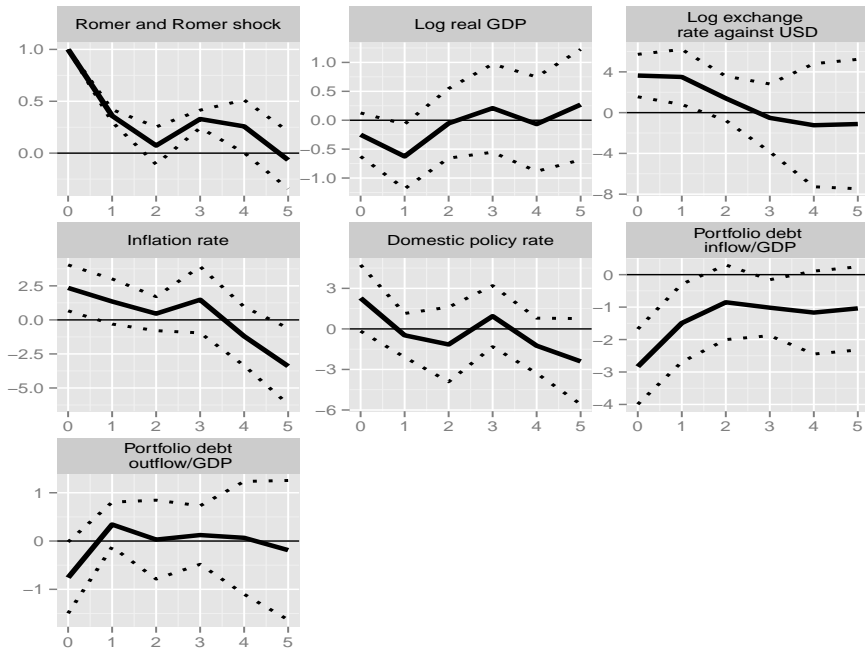 Romer and Romer shock
1.0
0.5
0.0
0 1 2 3 4 5
Log real GDP
1.0
0.5
0.0
−0.5
−1.0
0 1 2 3 4 5
Log exchange
rate against USD
4
0
−4
−8
0 1 2 3 4 5
Inflation rate
2.5
0.0
−2.5
−5.0
0 1 2 3 4 5
Domestic policy rate
3
0
−3
−6
0 1 2 3 4 5
Portfolio debt
inflow/GDP
0
−1
−2
−3
−4
0 1 2 3 4 5
Portfolio debt
outflow/GDP
1
0
−1
0 1 2 3 4 5